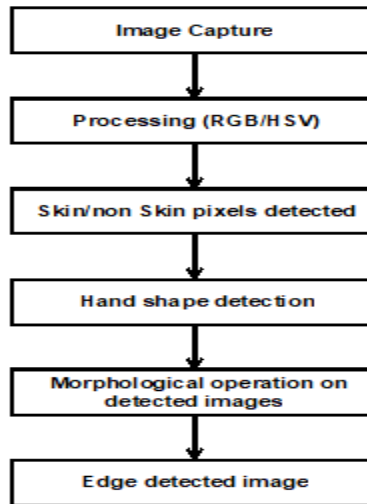 Image Capture
Processing (RGB/HSV)
Skin/non Skin pixels detected
Hand shape detection
Morphological operation on
detected images
Edge detected image